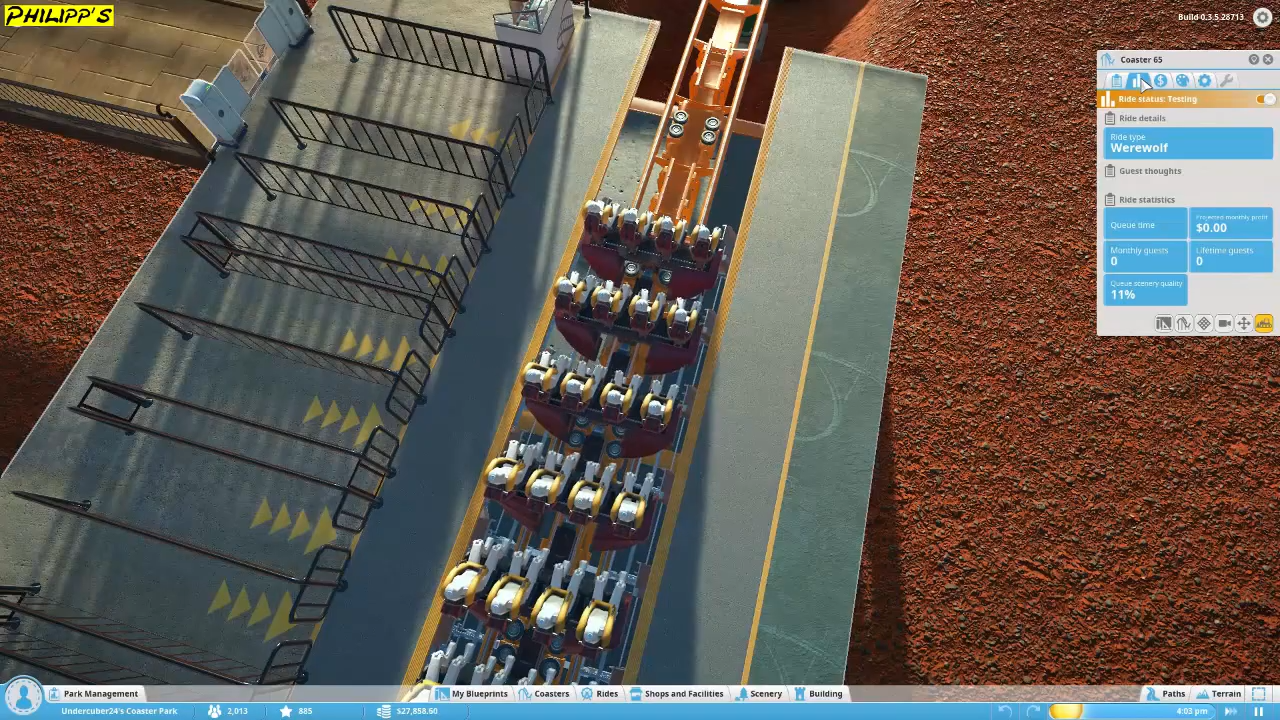 PHILIPP'S
Build 0.3.5.28713
Coaster 65
Ride status: Testing
Ride details
Ride type
Werewolf
Guest thoughts
Ride statistics
Queue time
Projected monthly profit
$0.00
Monthly guests
0
Lifetime guests
0
Queue scenery quality
11%
Park Management
My Blueprints
Coasters
Rides
Shops and Facilities
Scenery
Building
Paths
Terrain
Undercuber24's Coaster Park
2,013
885
$27,858.60
4:03 pm